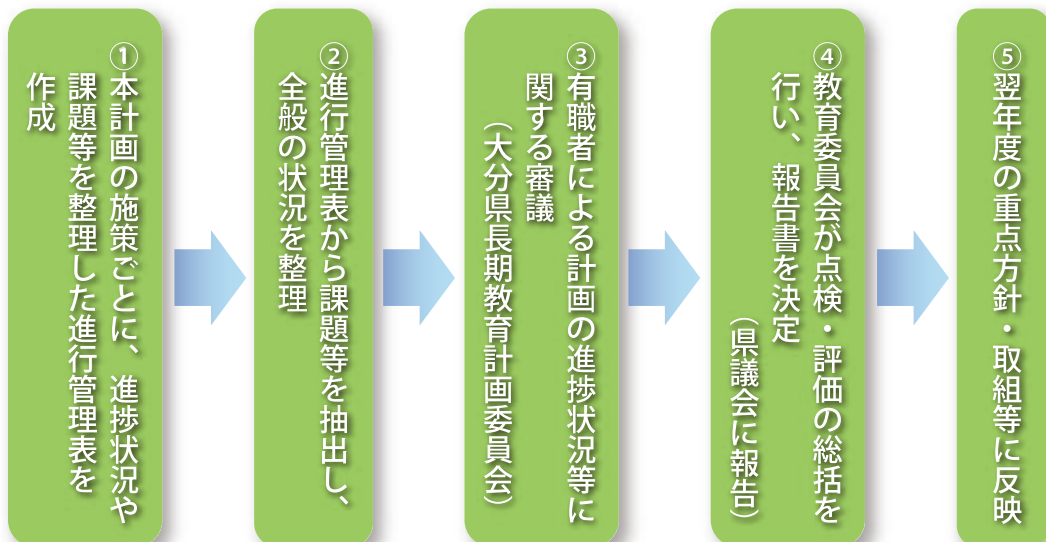 ①本計画の施策ごとに、進捗状況や
課題等を整理した進行管理表を
作成
②進行管理表から課題等を抽出し、
全般の状況を整理
③有職者による計画の進捗状況等に
関する審議
（大分県長期教育計画委員会）
④教育委員会が点検・評価の総括を
行い、報告書を決定
（県議会に報告）
⑤翌年度の重点方針・取組等に反映